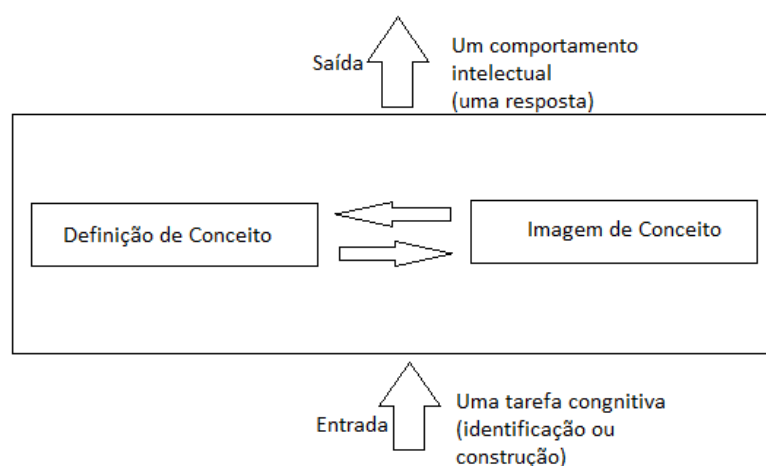 Saída
Um comportamento
intelectual
(uma resposta)
Definição de Conceito
Imagem de Conceito
Entrada
Uma tarefa congnitiva
(identificação ou
construção)